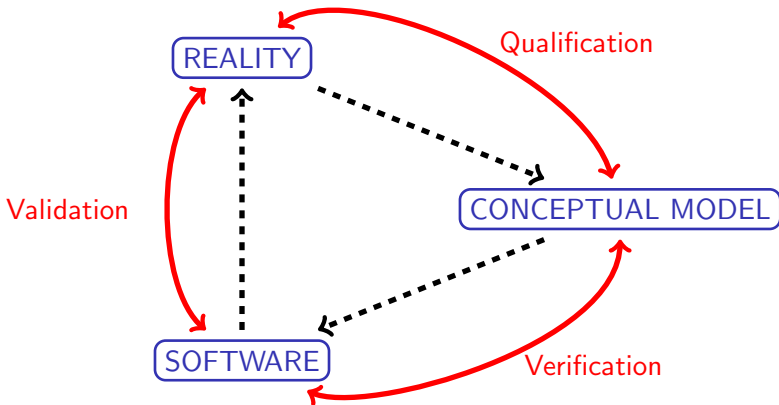 Qualification
REALITY
Validation
CONCEPTUAL MODEL
SOFTWARE
Verification